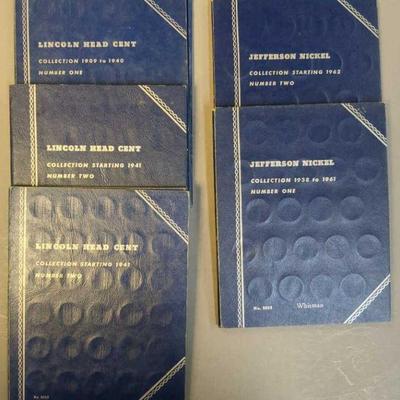 LINCOLN HEAD CENT
COLLECTION 1909 to 1940
NUMBER ONE
LINCOLN HEAD CENT
COLLECTION STARTING 1941
NUMBER TWO
LINCOLN HEAD CENT
COLLECTION STARTING 1941
NUMBER TWO
JEFFERSON NICKEL
COLLECTION STARTING 1962
NUMBER TWO
JEFFERSON NICKEL
COLLECTION 1938 to 1961
NUMBER ONE
Whitman